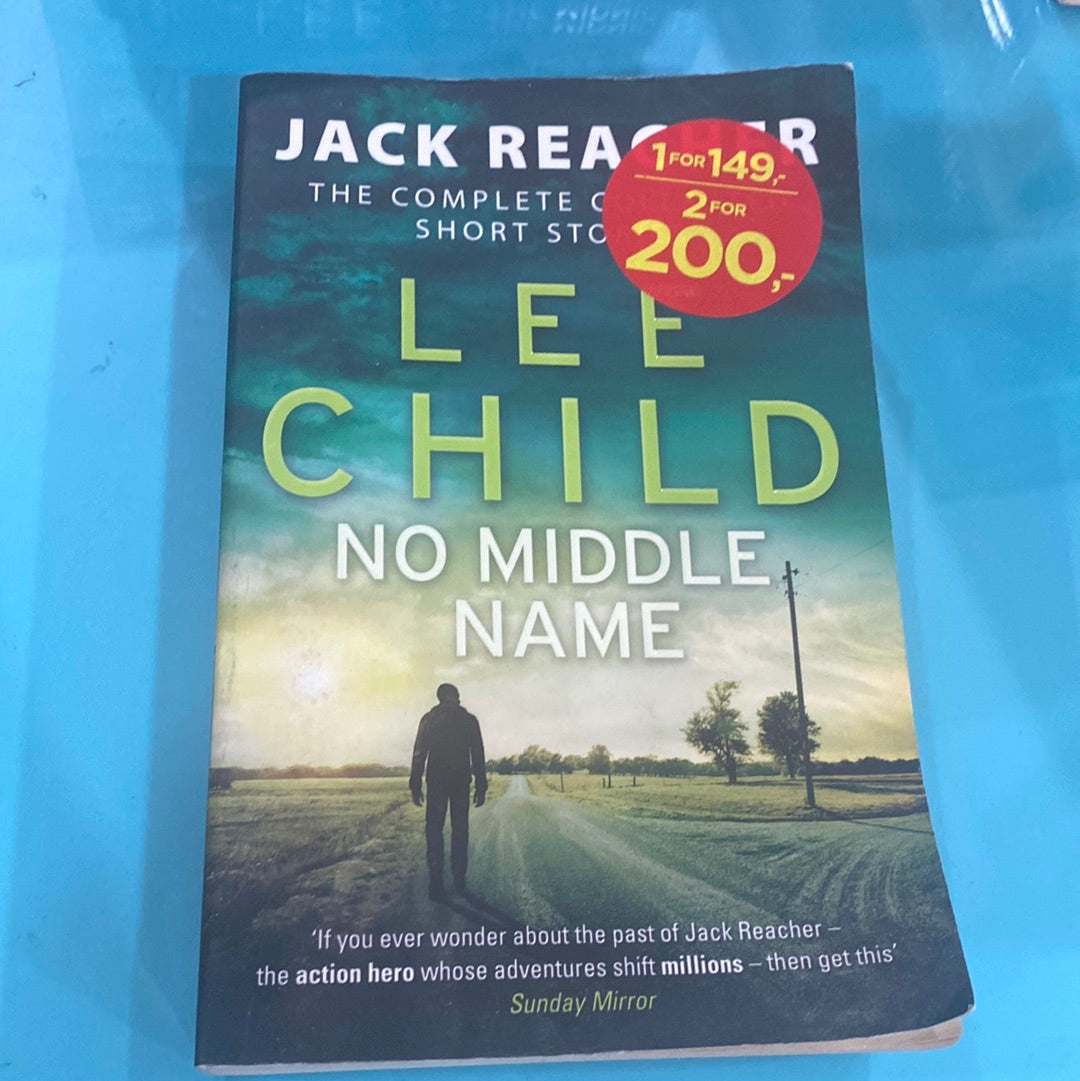 JACK REA R
THE COMPLETE
SHORT STO
1 FOR 149,-
2 FOR
200,-
LEE
CHILD
NO MIDDLE
NAME
'If you ever wonder about the past of Jack Reacher –
the action hero whose adventures shift millions – then get this'
Sunday Mirror